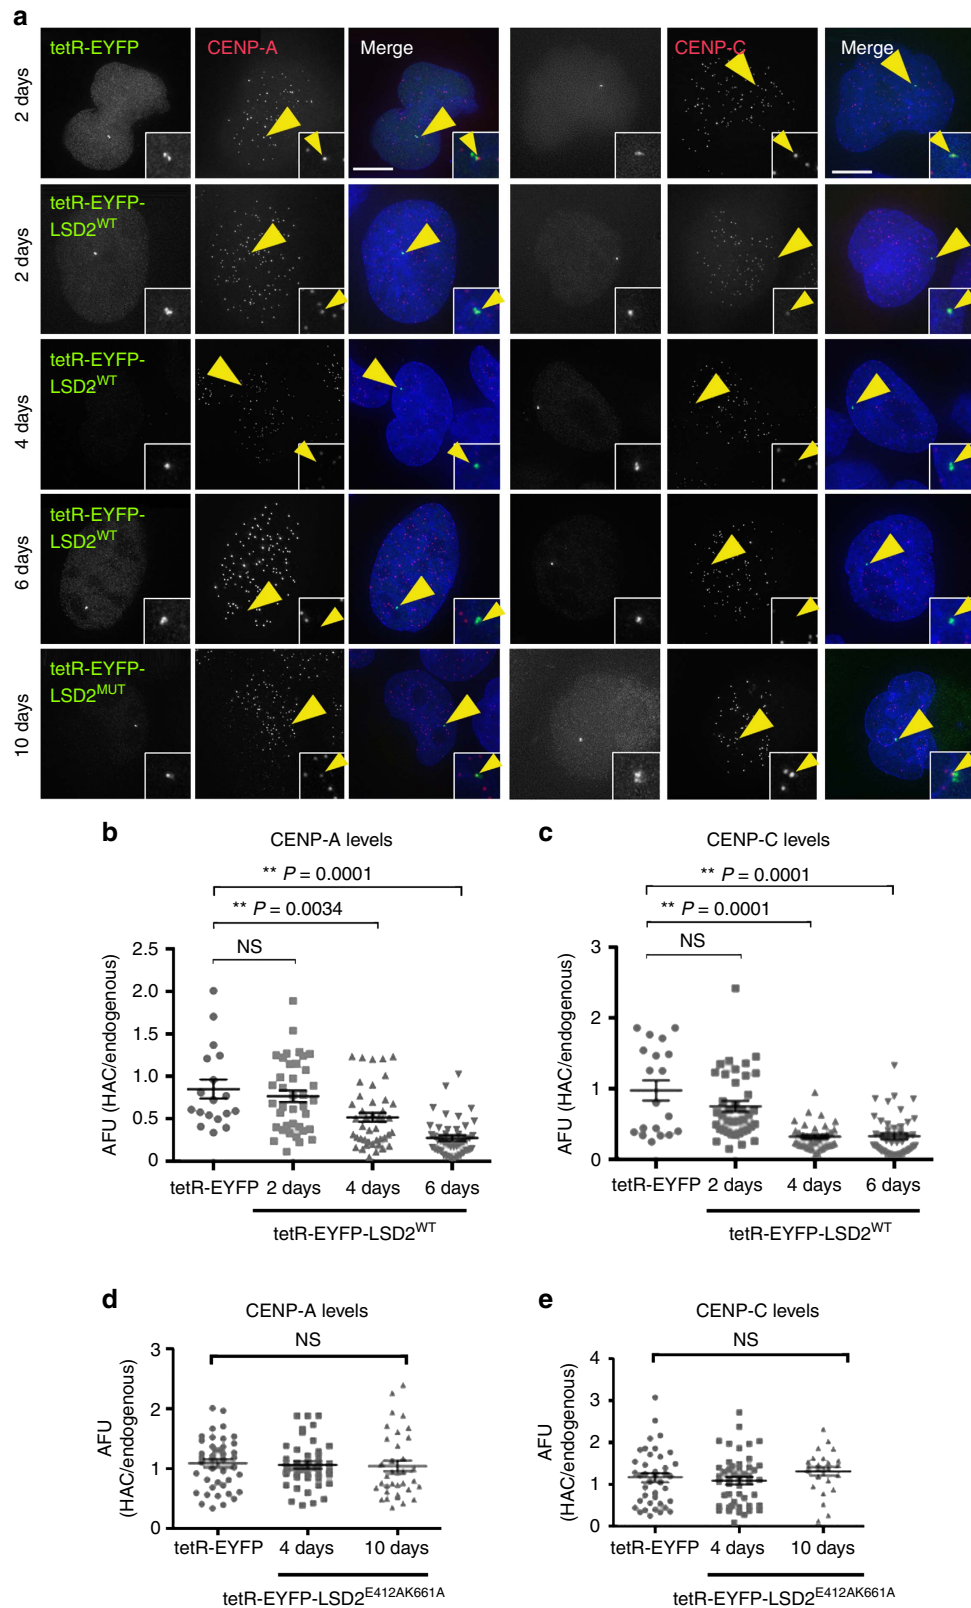 a
tetR-EYFP CENP-A Merge CENP-C Merge
2 days
tetR-EYFP-
LSD2WT
2 days
tetR-EYFP-
LSD2WT
4 days
tetR-EYFP-
LSD2WT
6 days
tetR-EYFP-
LSD2MUT
10 days
b
CENP-A levels
** P = 0.0001
** P = 0.0034
NS
AFU (HAC/endogenous)
2.5
2.0
1.5
1.0
0.5
0
tetR-EYFP 2 days 4 days 6 days
tetR-EYFP-LSD2WT
c
CENP-C levels
** P = 0.0001
** P = 0.0001
NS
AFU (HAC/endogenous)
3
2
1
0
tetR-EYFP 2 days 4 days 6 days
tetR-EYFP-LSD2WT
d
CENP-A levels
NS
AFU
(HAC/endogenous)
3
2
1
0
tetR-EYFP 4 days 10 days
tetR-EYFP-LSD2E412AK661A
e
CENP-C levels
NS
AFU
(HAC/endogenous)
4
3
2
1
0
tetR-EYFP 4 days 10 days
tetR-EYFP-LSD2E412AK661A